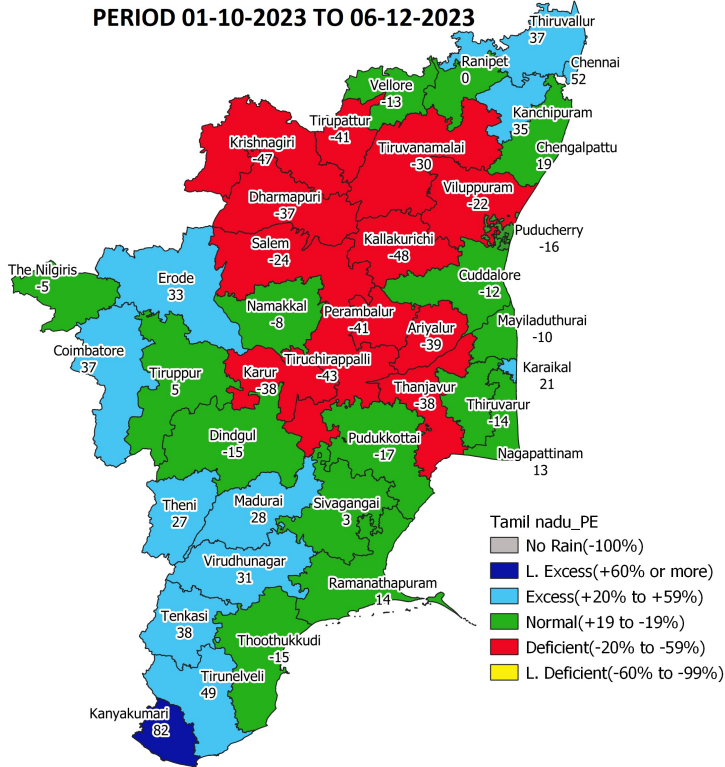 PERIOD 01-10-2023 TO 06-12-2023
Thiruvallur
37
Ranipet
0
Chennai
52
Vellore
-13
Kanchipuram
35
Tirupattur
-41
Krishnagiri
-47
Tiruvanamalai
-30
Chengalpattu
19
Viluppuram
-22
Dharmapuri
-37
Puducherry
-16
Salem
-24
Kallakurichi
-48
The Nilgiris
-5
Erode
33
Cuddalore
-12
Namakkal
-8
Perambalur
-41
Ariyalur
-39
Mayiladuthurai
-10
Coimbatore
37
Tiruchirappalli
-43
Karaikal
21
Tiruppur
5
Karur
-38
Thanjavur
-38
Thiruvarur
-14
Dindgul
-15
Pudukkottai
-17
Nagapattinam
13
Theni
27
Madurai
28
Sivagangai
3
Virudhunagar
31
Ramanathapuram
14
Tenkasi
38
Thoothukkudi
-15
Tirunelveli
49
Kanyakumari
82
Tamil nadu_PE
No Rain(-100%)
L. Excess(+60% or more)
Excess(+20% to +59%)
Normal(+19 to -19%)
Deficient(-20% to -59%)
L. Deficient(-60% to -99%)